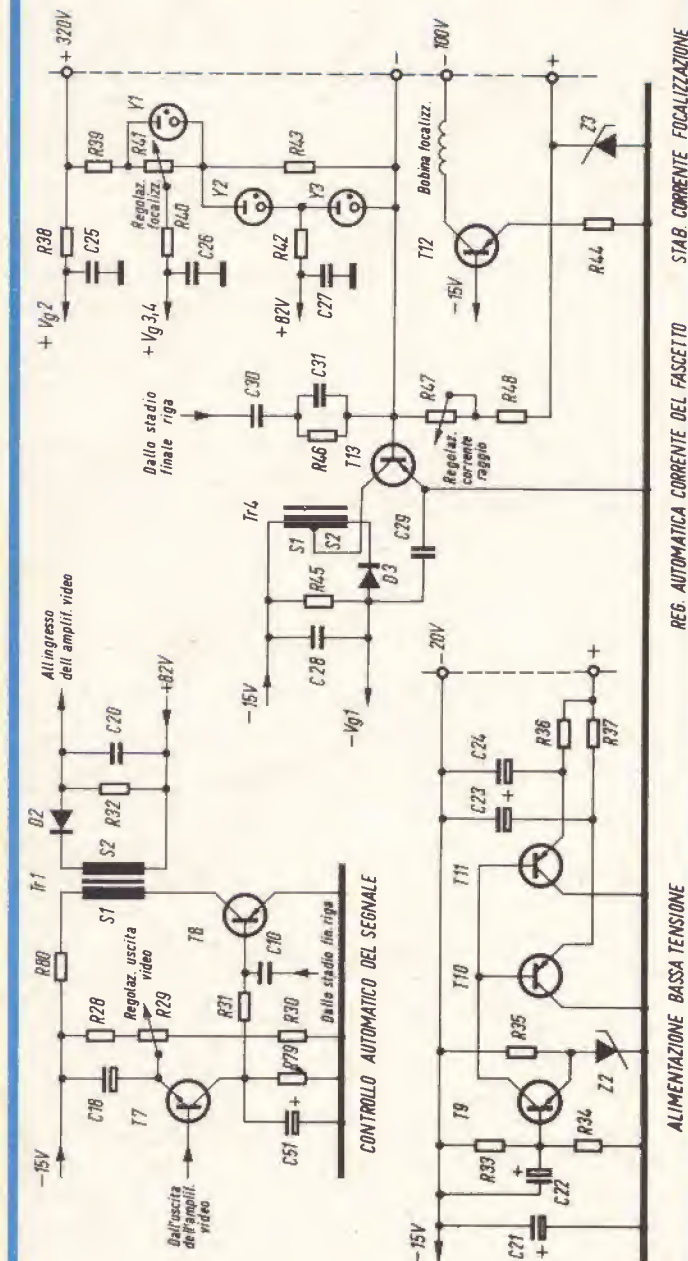 -15V
R80
Tr1
S1
S2
D2
All'ingresso
dell amplif. video
R32
C20
+82V
R28
Regolaz. uscita
video
R29
C18
T7
T8
R31
C10
Dallo stadio fin. riga
R30
R79
C51
+
Dall'uscita
dell'amplif.
video
CONTROLLO AUTOMATICO DEL SEGNALE
+ Vg2
R38
C25
+ 320V
R39
R41
Y1
Regolaz.
focalizz.
+ Vg3,4
R40
C26
Y2
R43
+82V
R42
C27
Y3
-
Dallo stadio
finale riga
C30
C31
R46
T13
Tr4
S1
S2
-15V
R45
C28
D3
C29
-Vg1
R47
Regolaz.
corrente
raggio
R48
-100V
Bobina focalizz.
T12
-15V
R44
Z3
+
-15V
C21
+
C22
+
R33
R34
T9
R35
Z2
T10
T11
C23
+
C24
-20V
R36
R37
+
ALIMENTAZIONE BASSA TENSIONE
REG. AUTOMATICA CORRENTE DEL FASCETTO
STAB. CORRENTE FOCALIZZAZIONE